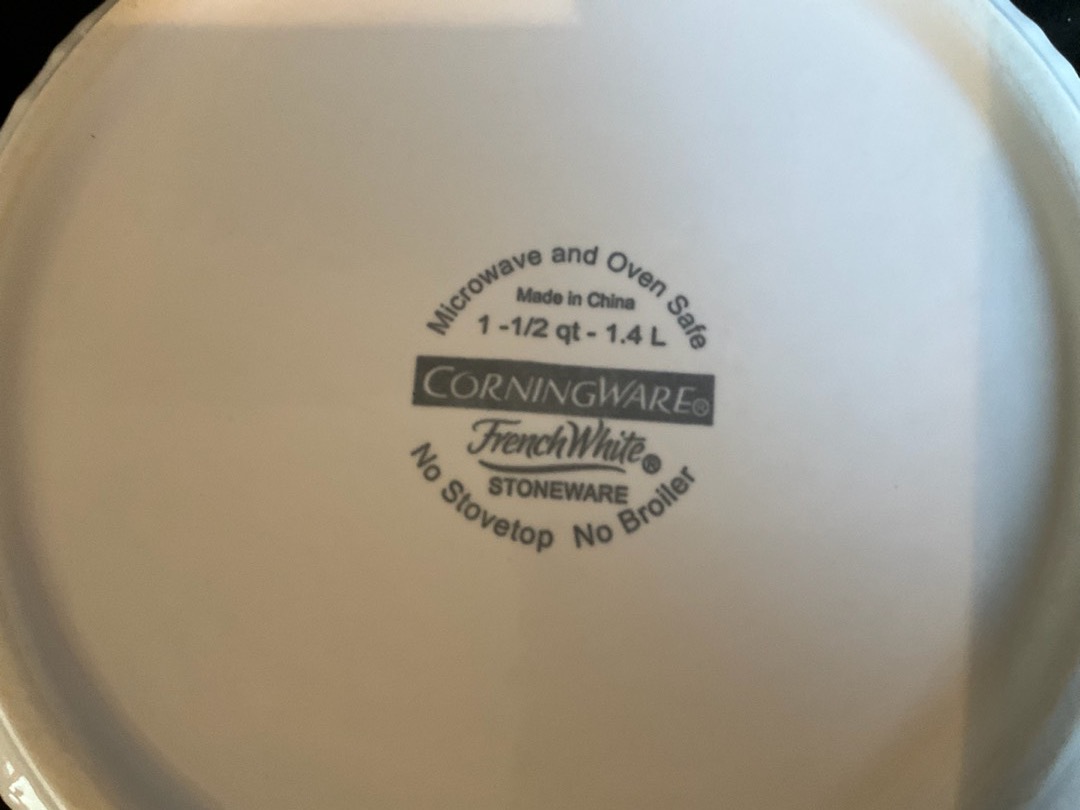 Microwave and Oven Safe
Made in China
1 -1/2 qt - 1.4 L
CORNINGWARE®
French White®
STONEWARE
No Stovetop No Broiler